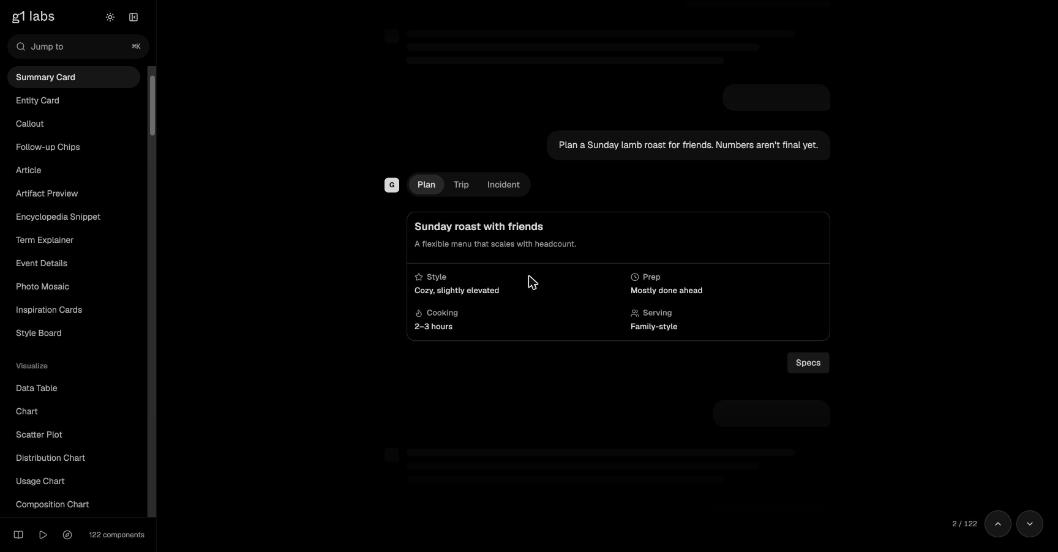 g1 labs
Jump to ⌘K
Summary Card
Entity Card
Callout
Follow-up Chips
Article
Artifact Preview
Encyclopedia Snippet
Term Explainer
Event Details
Photo Mosaic
Inspiration Cards
Style Board
Visualize
Data Table
Chart
Scatter Plot
Distribution Chart
Usage Chart
Composition Chart
122 components
Plan a Sunday lamb roast for friends. Numbers aren't final yet.
G
Plan Trip Incident
Sunday roast with friends
A flexible menu that scales with headcount.
Style
Cozy, slightly elevated
Prep
Mostly done ahead
Cooking
2–3 hours
Serving
Family-style
Specs
2 / 122